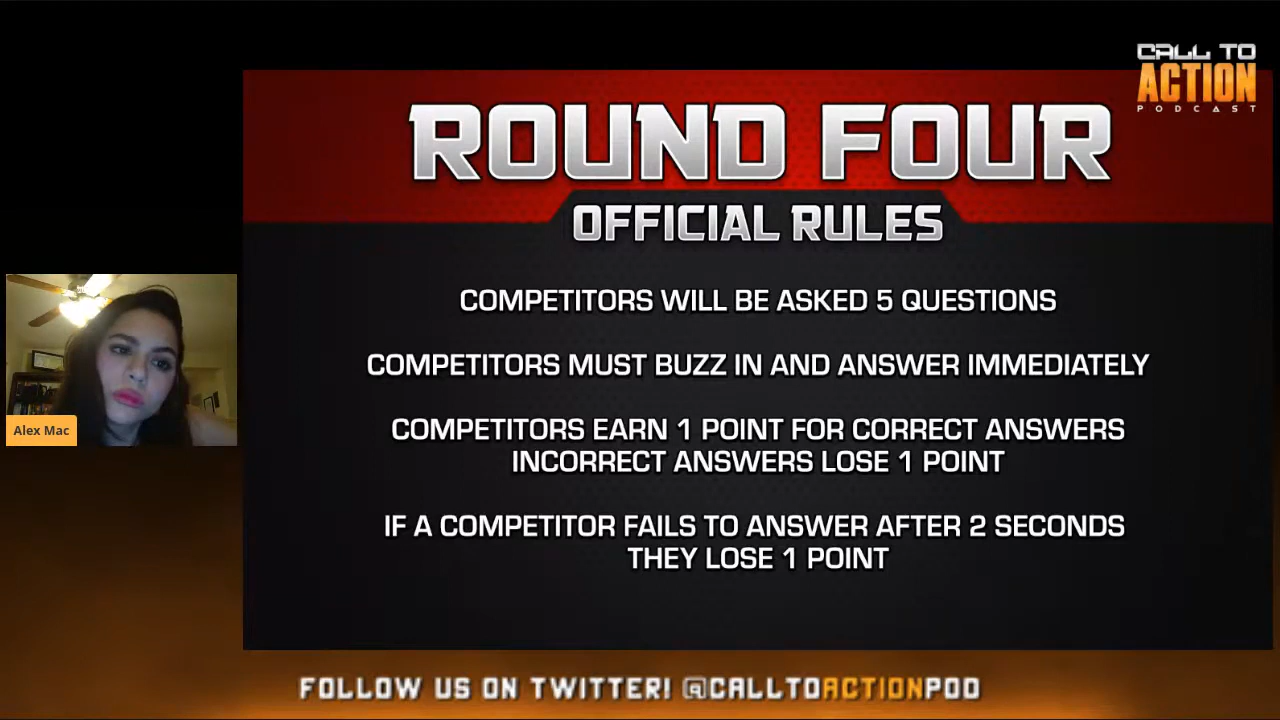 CALL TO
ACTION
PODCAST
ROUND FOUR
OFFICIAL RULES
COMPETITORS WILL BE ASKED 5 QUESTIONS
COMPETITORS MUST BUZZ IN AND ANSWER IMMEDIATELY
COMPETITORS EARN 1 POINT FOR CORRECT ANSWERS
INCORRECT ANSWERS LOSE 1 POINT
IF A COMPETITOR FAILS TO ANSWER AFTER 2 SECONDS
THEY LOSE 1 POINT
Alex Mac
FOLLOW US ON TWITTER! @CALLTOACTIONPOD